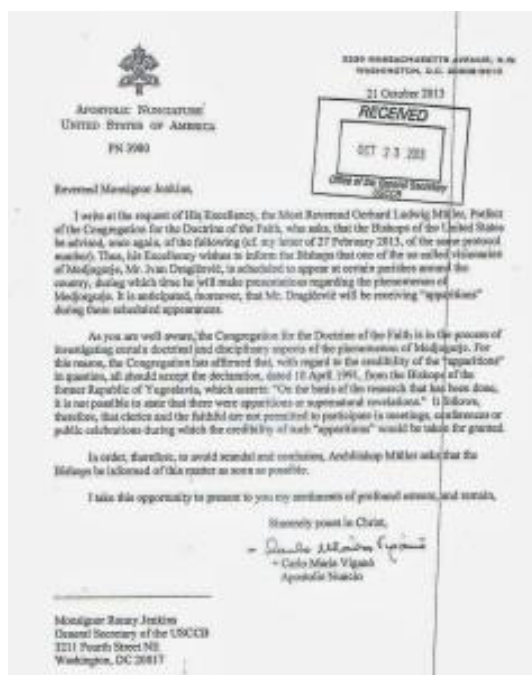 3339 MASSACHUSETTS AVENUE, N.W.
WASHINGTON, D.C. 20008-3610
APOSTOLIC NUNCIATURE
UNITED STATES OF AMERICA
PN 3980
21 October 2013
RECEIVED
OCT 23 2013
Office of the General Secretary
USCCB
Reverend Monsignor Jenkins,
I write at the request of His Excellency, the Most Reverend Gerhard Ludwig Müller, Prefect
of the Congregation for the Doctrine of the Faith, who asks, that the Bishops of the United States
be advised, once again, of the following (cf. my letter of 27 February 2013, of the same protocol
number). Thus, his Excellency wishes to inform the Bishops that one of the so-called visionaries
of Medjugorje, Mr. Ivan Dragičević, is scheduled to appear at certain parishes around the
country, during which time he will make presentations regarding the phenomenon of
Medjugorje. It is anticipated, moreover, that Mr. Dragičević will be receiving "apparitions"
during these scheduled appearances.
As you are well aware, the Congregation for the Doctrine of the Faith is in the process of
investigating certain doctrinal and disciplinary aspects of the phenomenon of Medjugorje. For
this reason, the Congregation has affirmed that, with regard to the credibility of the "apparitions"
in question, all should accept the declaration, dated 10 April 1991, from the Bishops of the
former Republic of Yugoslavia, which asserts: "On the basis of the research that has been done,
it is not possible to state that there were apparitions or supernatural revelations." It follows,
therefore, that clerics and the faithful are not permitted to participate in meetings, conferences or
public celebrations during which the credibility of such "apparitions" would be taken for granted.
In order, therefore, to avoid scandal and confusion, Archbishop Müller asks that the
Bishops be informed of this matter as soon as possible.
I take this opportunity to present to you my sentiments of profound esteem, and remain,
Sincerely yours in Christ,
Carlo Maria Viganò
Apostolic Nuncio
Monsignor Ronny Jenkins
General Secretary of the USCCB
3211 Fourth Street NE
Washington, DC 20017